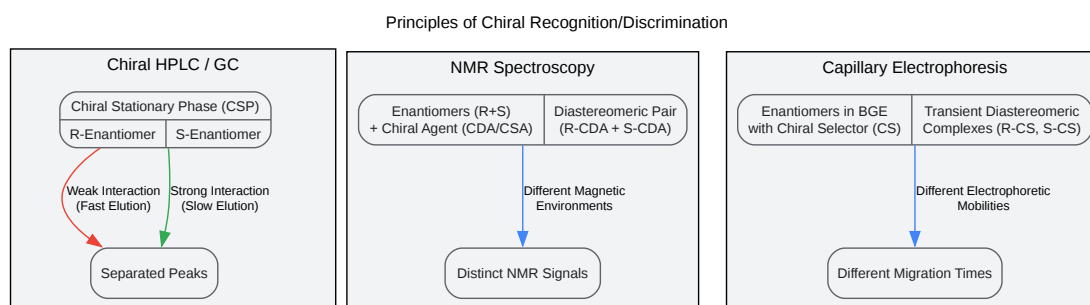 Principles of Chiral Recognition/Discrimination
Chiral HPLC / GC
Chiral Stationary Phase (CSP)
R-Enantiomer
S-Enantiomer
Weak Interaction
(Fast Elution)
Strong Interaction
(Slow Elution)
Separated Peaks
NMR Spectroscopy
Enantiomers (R+S)
+ Chiral Agent (CDA/CSA)
Diastereomeric Pair
(R-CDA + S-CDA)
Different Magnetic
Environments
Distinct NMR Signals
Capillary Electrophoresis
Enantiomers in BGE
with Chiral Selector (CS)
Transient Diastereomeric
Complexes (R-CS, S-CS)
Different Electrophoretic
Mobilities
Different Migration Times